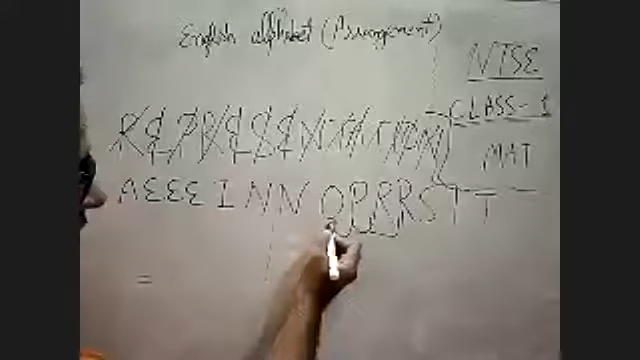 English alphabet (Arrangement)
NTSE
CLASS-1
MAT
R E P R E S E N T A T I O N
A E E E I N N O P R R S T T
=